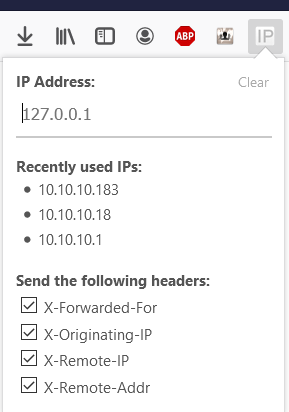 ABP
IP
IP Address:
Clear
127.0.0.1
Recently used IPs:
10.10.10.183
10.10.10.18
10.10.10.1
Send the following headers:
X-Forwarded-For
X-Originating-IP
X-Remote-IP
X-Remote-Addr